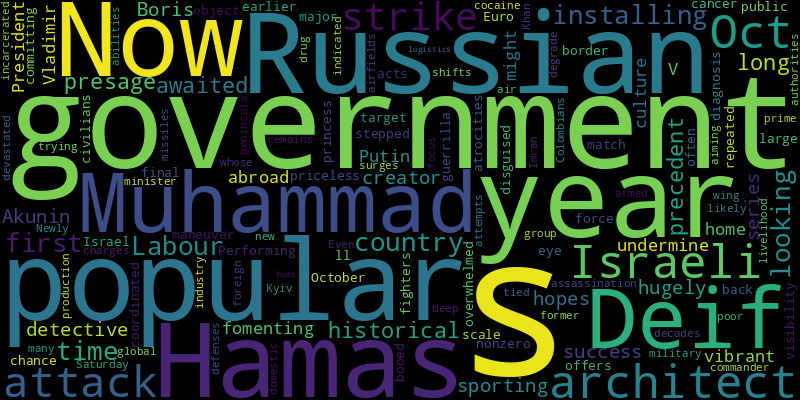 incarcerated
committing
President
Vladimir
Now
Boris
object
earlier
major
abilities
drug
indicated
strike
cocaine
Euro
Khan
installing
cancer
public
Oct
presage
awaited
Russian
airfields
logistics
acts
shifts
air
might
degrade
border
culture
V
diagnosis
long
authorities
devastated
government
trying
civilians
missiles
peninsula
remains
princess
target
stepped
surges
Putin
guerrilla
atrocities
disguised
imran
Colombians
match
precedent
often
aiming
repeated
prime
large
final
minister
whose
abroad
priceless
creator
Akunin
Newly
Muhammad
year
group
armed
force
wing
likely
home
series
livelihood
looking
first
Israel
charges
Labour
maneuver
Performing
new
Even
country
ll
attempts
eye
undermine
Israeli
popular
production
coordinated
industry
foreign
hubs
Kyiv
October
fighters
deep
overwhelmed
S
tied
assassination
hopes
former
hugely
back
decades
poor
Deif
visibility
detective
many
chance
time
global
Saturday
fomenting
defenses
domestic
Hamas
historical
booed
scale
nonzero
success
offers
military
vibrant
commander
attack
sporting
architect